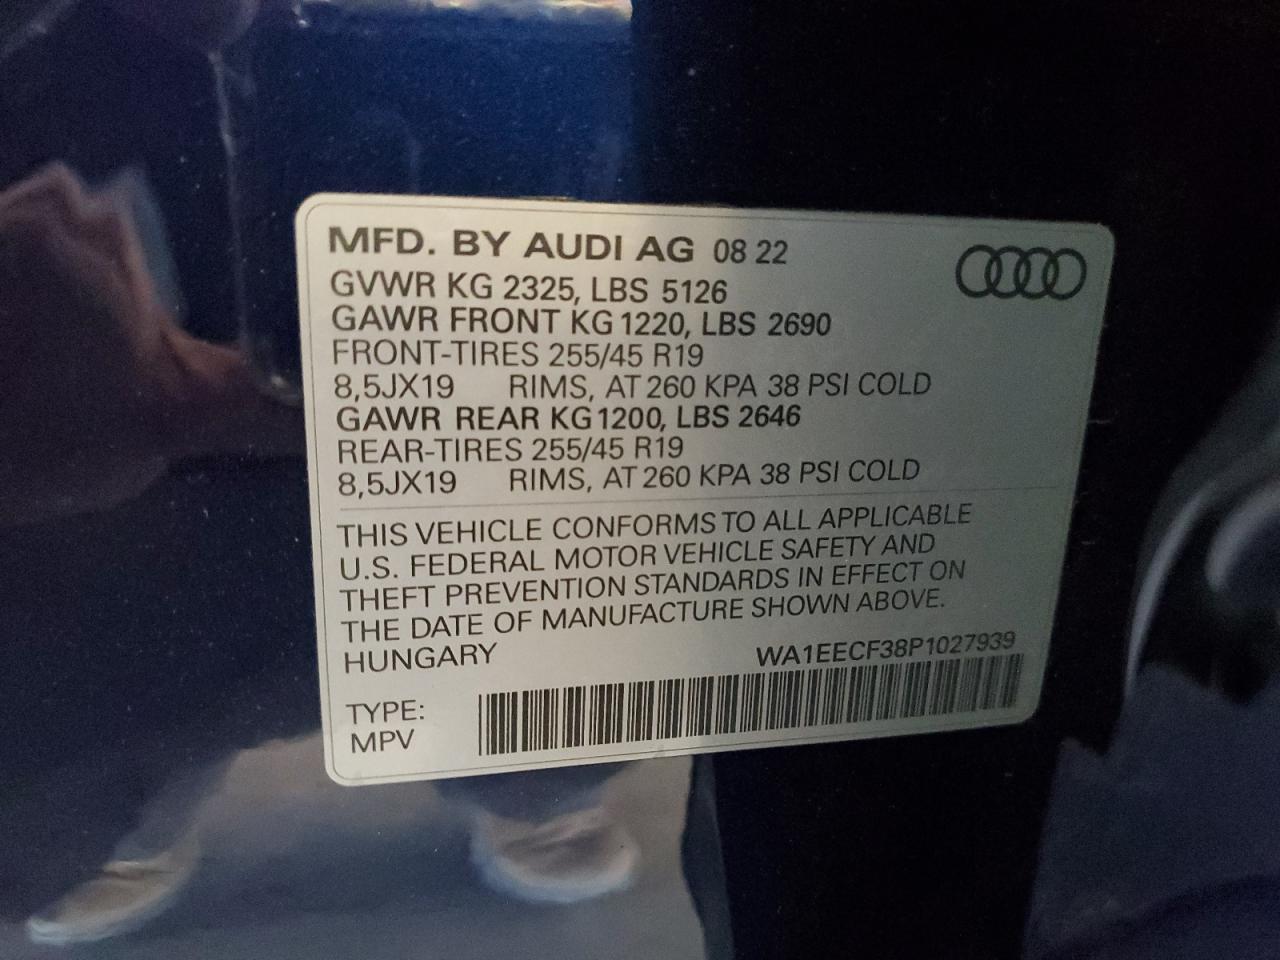 MFD. BY AUDI AG 08 22
GVWR KG 2325, LBS 5126
GAWR FRONT KG 1220, LBS 2690
FRONT-TIRES 255/45 R19
8,5JX19 RIMS, AT 260 KPA 38 PSI COLD
GAWR REAR KG 1200, LBS 2646
REAR-TIRES 255/45 R19
8,5JX19 RIMS, AT 260 KPA 38 PSI COLD
THIS VEHICLE CONFORMS TO ALL APPLICABLE
U.S. FEDERAL MOTOR VEHICLE SAFETY AND
THEFT PREVENTION STANDARDS IN EFFECT ON
THE DATE OF MANUFACTURE SHOWN ABOVE.
HUNGARY WA1EECF38P1027939
TYPE:
MPV